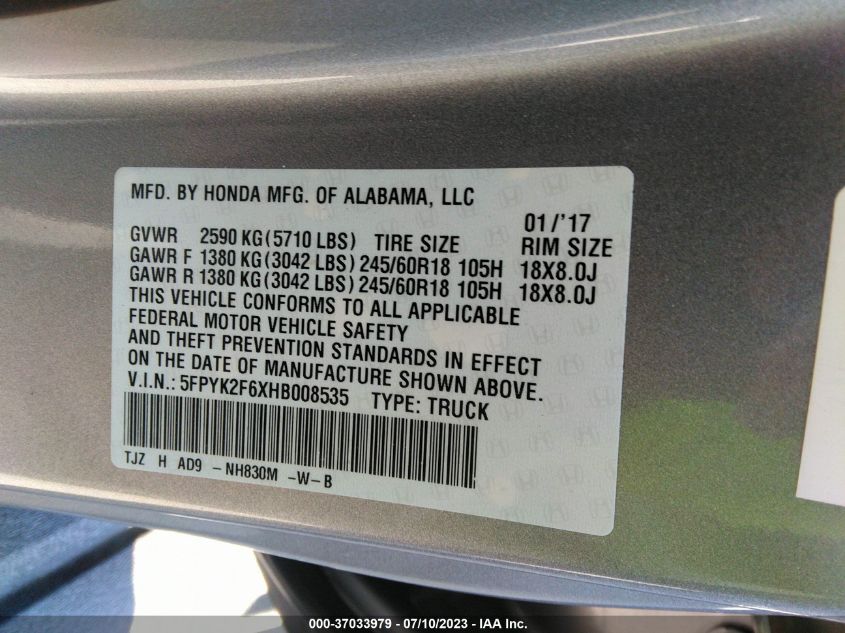 MFD. BY HONDA MFG. OF ALABAMA, LLC
01/'17
GVWR 2590 KG(5710 LBS) TIRE SIZE RIM SIZE
GAWR F 1380 KG(3042 LBS) 245/60R18 105H 18X8.0J
GAWR R 1380 KG(3042 LBS) 245/60R18 105H 18X8.0J
THIS VEHICLE CONFORMS TO ALL APPLICABLE
FEDERAL MOTOR VEHICLE SAFETY
AND THEFT PREVENTION STANDARDS IN EFFECT
ON THE DATE OF MANUFACTURE SHOWN ABOVE.
V.I.N.: 5FPYK2F6XHB008535 TYPE: TRUCK
TJZ H AD9 -NH830M -W-B
000-37033979 / 07/10/2023 / IAA Inc.